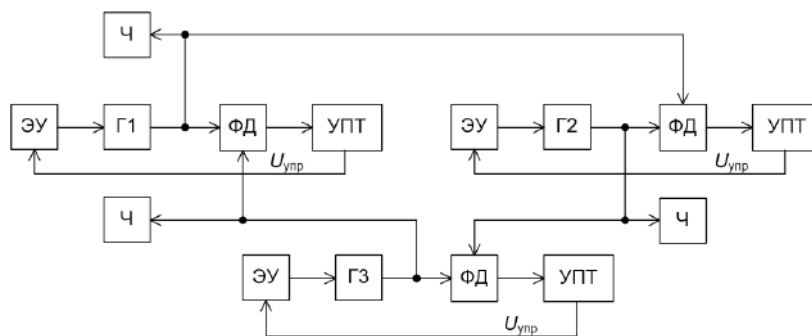 Ч
ЭУ Г1 ФД УПТ ЭУ Г2 ФД УПТ
Uупр Uупр
Ч Ч
ЭУ Г3 ФД УПТ
Uупр